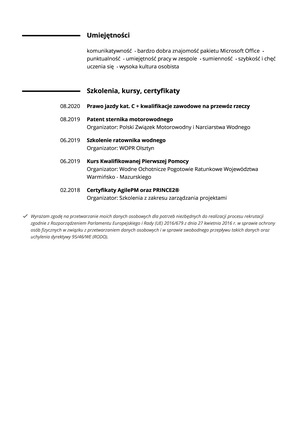 Umiejętności
komunikatywność - bardzo dobra znajomość pakietu Microsoft Office -
punktualność - umiejętność pracy w zespole - sumienność - szybkość i chęć
uczenia się - wysoka kultura osobista
Szkolenia, kursy, certyfikaty
08.2020 Prawo jazdy kat. C + kwalifikacje zawodowe na przewóz rzeczy
08.2019 Patent sternika motorowodnego
Organizator: Polski Związek Motorowodny i Narciarstwa Wodnego
06.2019 Szkolenie ratownika wodnego
Organizator: WOPR Olsztyn
06.2019 Kurs Kwalifikowanej Pierwszej Pomocy
Organizator: Wodne Ochotnicze Pogotowie Ratunkowe Województwa
Warmińsko - Mazurskiego
02.2018 Certyfikaty AgilePM oraz PRINCE2®
Organizator: Szkolenia z zakresu zarządzania projektami
Wyrażam zgodę na przetwarzanie moich danych osobowych dla potrzeb niezbędnych do realizacji procesu rekrutacji
zgodnie z Rozporządzeniem Parlamentu Europejskiego i Rady (UE) 2016/679 z dnia 27 kwietnia 2016 r. w sprawie ochrony
osób fizycznych w związku z przetwarzaniem danych osobowych i w sprawie swobodnego przepływu takich danych oraz
uchylenia dyrektywy 95/46/WE (RODO).